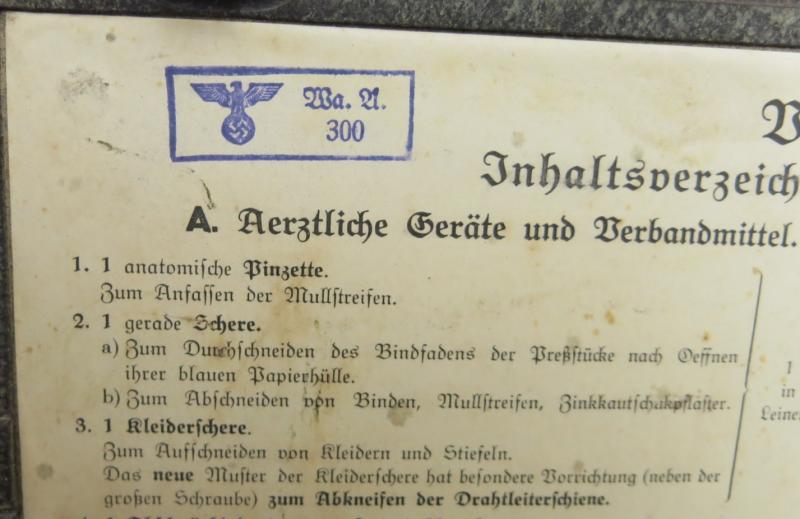 Wa. A.
300
V
Inhaltsverzeich
A. Aerztliche Geräte und Verbandmittel.
1. 1 anatomische Pinzette.
Zum Anfassen der Mullstreifen.
2. 1 gerade Schere.
a) Zum Durchschneiden des Bindfadens der Preßstücke nach Oeffnen
ihrer blauen Papierhülle.
1
b) Zum Abschneiden von Binden, Mullstreifen, Zinkkautschukpflaster.
in
Leine
3. 1 Kleiderschere.
Zum Aufschneiden von Kleidern und Stiefeln.
Das neue Muster der Kleiderschere hat besondere Vorrichtung (neben der
großen Schraube) zum Abkneifen der Drahtleiterschiene.